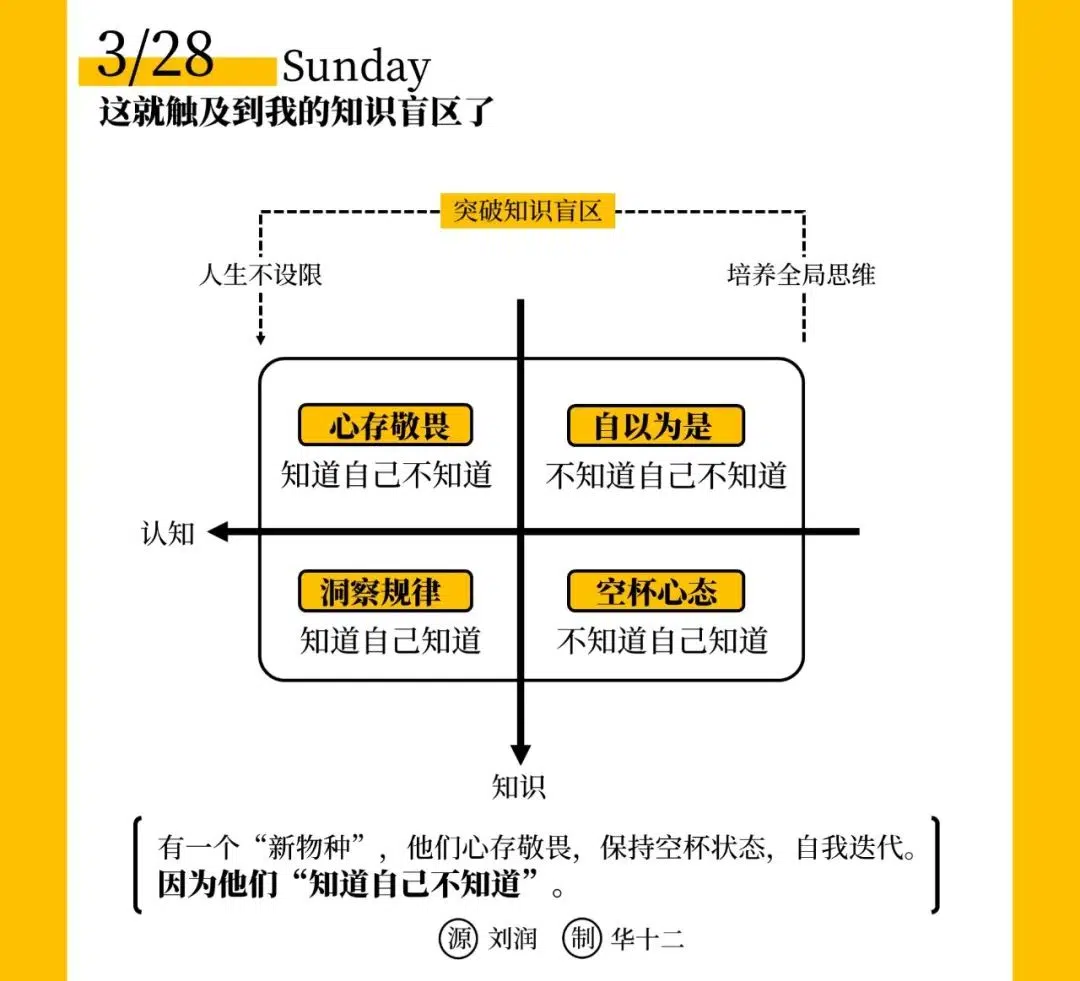 3/28 Sunday
这就触及到我的知识盲区了
突破知识盲区
人生不设限
培养全局思维
心存敬畏
自以为是
知道自己不知道
不知道自己不知道
认知
洞察规律
空杯心态
知道自己知道
不知道自己知道
知识
有一个“新物种”，他们心存敬畏，保持空杯状态，自我迭代。
因为他们“知道自己不知道”。
源 刘润 制 华十二